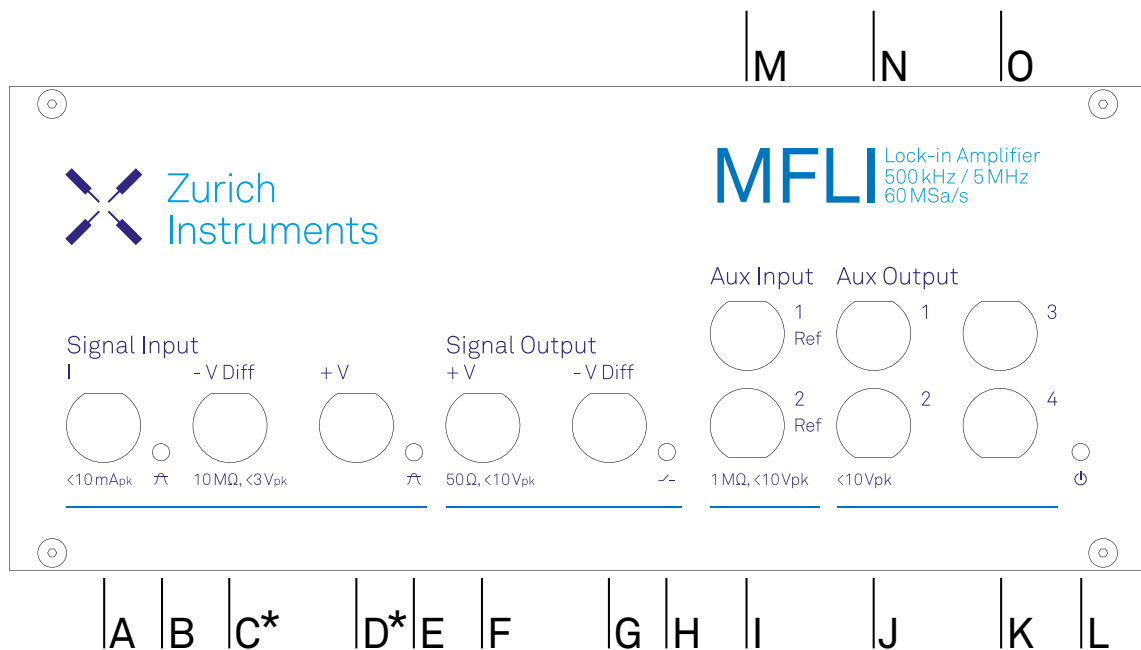 M N O
Zurich
Instruments
MFLI
Lock-in Amplifier
500 kHz / 5 MHz
60 MSa/s
Aux Input
Aux Output
1
Ref
1
3
2
Ref
2
4
1 MΩ, <10 Vpk
<10 Vpk
Signal Input
I
- V Diff
+ V
<10 mApk
10 MΩ, <3 Vpk
Signal Output
+ V
- V Diff
50 Ω, <10 Vpk
A B C* D* E F G H I J K L